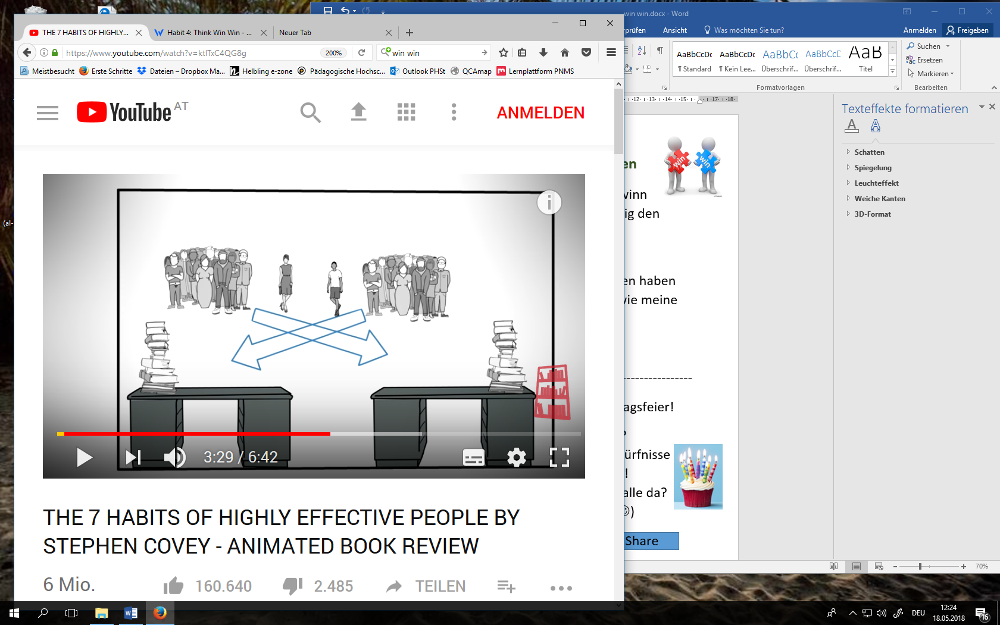 THE 7 HABITS OF HIGHLY...
Habit 4: Think Win Win - ...
Neuer Tab
https://www.youtube.com/watch?v=ktlTxC4QG8g
200%
win win
Meistbesucht
Erste Schritte
Dateien – Dropbox Ma...
Helbling e-zone
Pädagogische Hochsc...
Outlook PHSt
QCAmap
Lernplattform PNMS
YouTube AT
ANMELDEN
3:29 / 6:42
THE 7 HABITS OF HIGHLY EFFECTIVE PEOPLE BY
STEPHEN COVEY - ANIMATED BOOK REVIEW
6 Mio.
160.640
2.485
TEILEN
win win.docx - Word
rprüfen
Ansicht
Was möchten Sie tun?
Anmelden
Freigeben
AaBbCcDc
AaBbCcDc
AaBbCc
AaBbCcD
AaB
¶ Standard
¶ Kein Lee...
Überschrif...
Überschrif...
Titel
Formatvorlagen
Suchen
Ersetzen
Markieren
Bearbeiten
12 13 14 15 17 18
en
win
win
vinn
ig den
en haben
vie meine
-----------------
agsfeier!
ürfnisse
!
alle da?
☺)
Share
Texteffekte formatieren
Schatten
Spiegelung
Leuchteffekt
Weiche Kanten
3D-Format
70%
(al-
DEU
12:24
18.05.2018
16